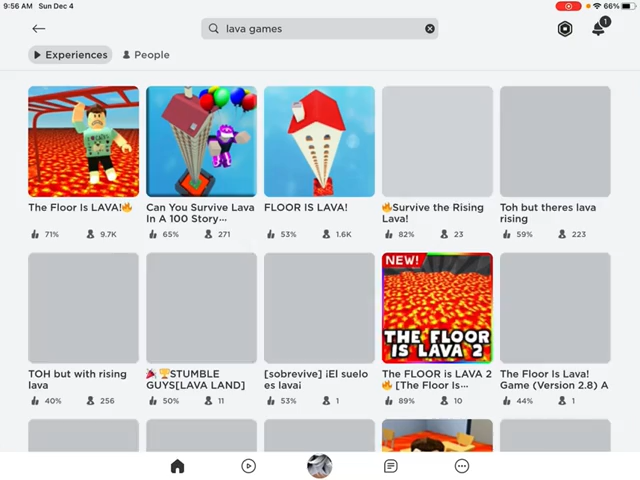 9:56 AM Sun Dec 4
66%
lava games
1
Experiences
People
The Floor Is LAVA!🔥
71% 9.7K
Can You Survive Lava
In A 100 Story...
65% 271
FLOOR IS LAVA!
53% 1.6K
🔥Survive the Rising
Lava!
82% 23
Toh but theres lava
rising
59% 223
NEW!
THE FLOOR
IS LAVA 2
TOH but with rising
lava
40% 256
🎉🏆STUMBLE
GUYS[LAVA LAND]
50% 11
[sobrevive] ¡El suelo
es lava¡
53% 1
The FLOOR is LAVA 2
🔥 [The Floor Is...
89% 10
The Floor Is Lava!
Game (Version 2.8) A
44% 1